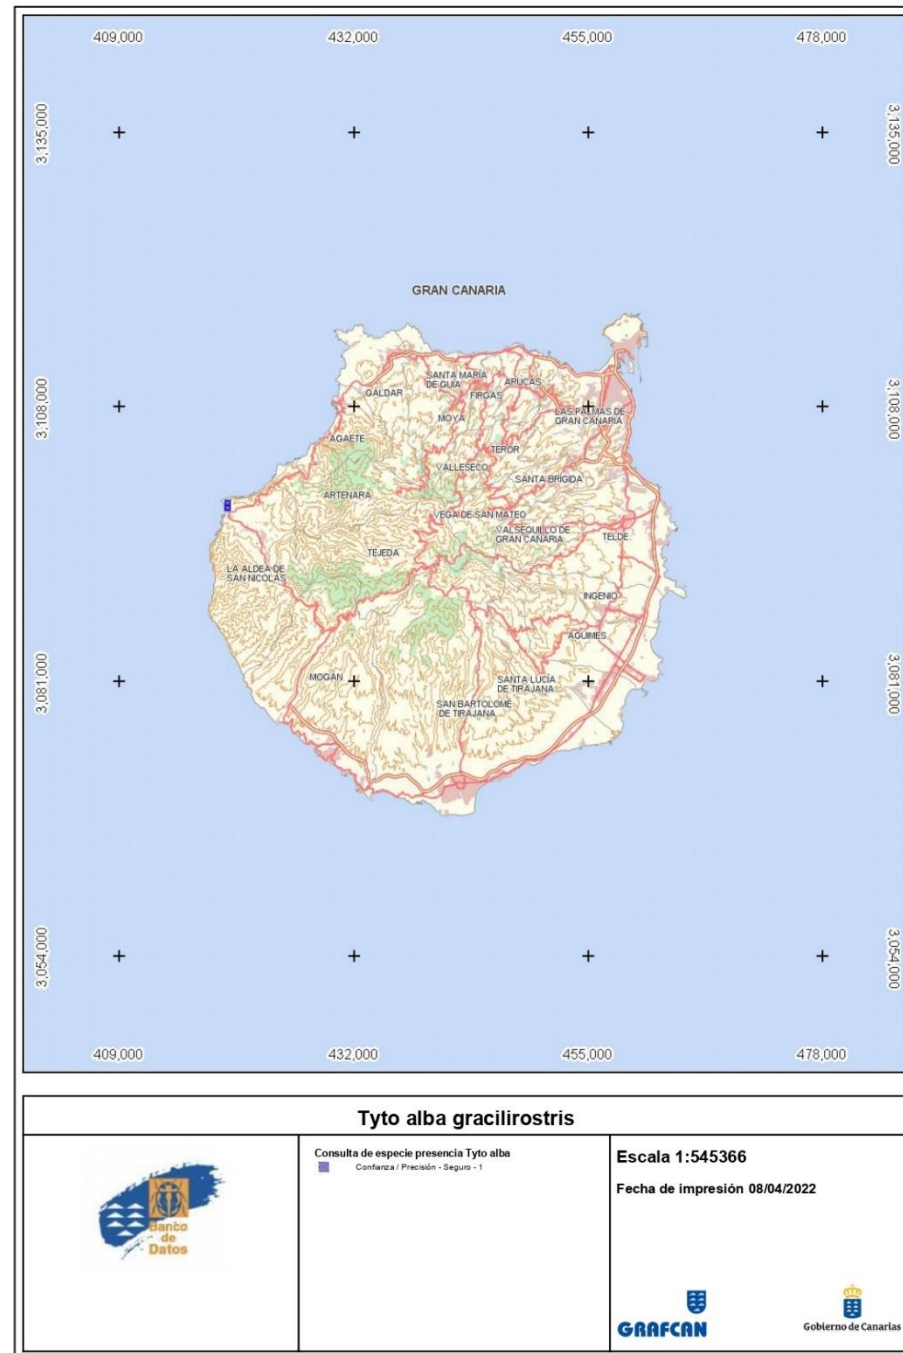 409,000 432,000 455,000 478,000
3,135,000 3,135,000
GRAN CANARIA
SANTA MARÍA
DE GUÍA
ARUCAS
GÁLDAR
FIRGAS
3,108,000 3,108,000
LAS PALMAS DE
GRAN CANARIA
MOYA
AGAETE
TEROR
VALLESECO
SANTA BRÍGIDA
ARTENARA
VEGA DE SAN MATEO
VALSEQUILLO DE
GRAN CANARIA
TELDE
TEJEDA
LA ALDEA DE
SAN NICOLÁS
INGENIO
AGÜIMES
MOGÁN
3,081,000 3,081,000
SANTA LUCÍA
DE TIRAJANA
SAN BARTOLOMÉ
DE TIRAJANA
3,054,000 3,054,000
409,000 432,000 455,000 478,000
Tyto alba gracilirostris
Banco
de
Datos
Consulta de especie presencia Tyto alba
Confianza / Precisión - Seguro - 1
Escala 1:545366
Fecha de impresión 08/04/2022
GRAFCAN
Gobierno de Canarias